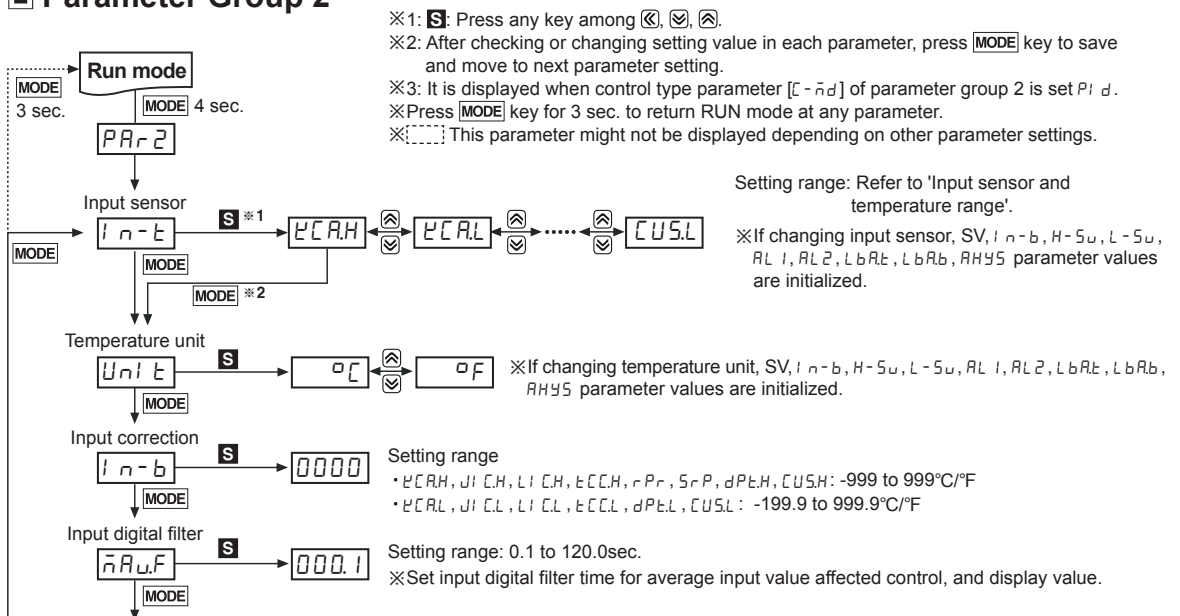 Parameter Group 2
※1: S: Press any key among «, ︾, ︽.
※2: After checking or changing setting value in each parameter, press MODE key to save
and move to next parameter setting.
※3: It is displayed when control type parameter [C-md] of parameter group 2 is set PId.
※Press MODE key for 3 sec. to return RUN mode at any parameter.
※[ ] This parameter might not be displayed depending on other parameter settings.
Run mode
MODE
3 sec.
MODE 4 sec.
PAr2
Input sensor
In-t
S ※1
KCA.H
KCA.L
CUS.L
Setting range: Refer to 'Input sensor and
temperature range'.
※If changing input sensor, SV, In-b, H-Su, L-Su,
AL1, AL2, LbA.t, LbA.b, AHYS parameter values
are initialized.
MODE
MODE
MODE ※2
Temperature unit
UnIt
S
°C
°F
※If changing temperature unit, SV, In-b, H-Su, L-Su, AL1, AL2, LbA.t, LbA.b,
AHYS parameter values are initialized.
MODE
Input correction
In-b
S
0000
Setting range
・KCA.H, JIC.H, LIC.H, tCC.H, rPr, SrP, dPt.H, CUS.H: -999 to 999°C/°F
・KCA.L, JIC.L, LIC.L, tCC.L, dPt.L, CUS.L: -199.9 to 999.9°C/°F
MODE
Input digital filter
mAu.F
S
000.1
Setting range: 0.1 to 120.0sec.
※Set input digital filter time for average input value affected control, and display value.
MODE